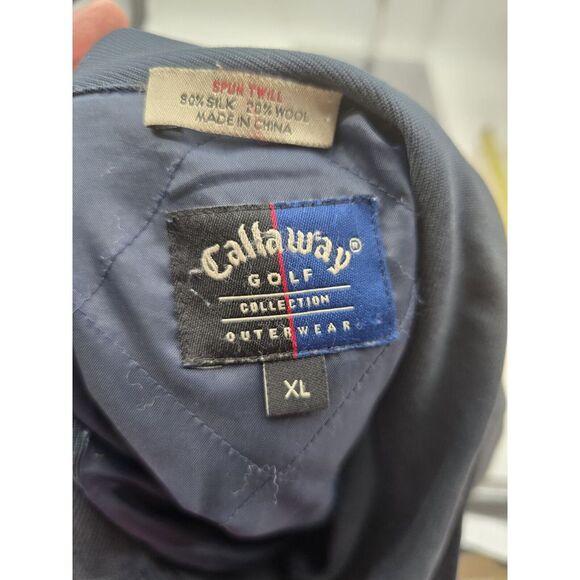 SPUN TWILL
80% SILK 20% WOOL
MADE IN CHINA
Callaway®
GOLF
COLLECTION
OUTERWEAR
XL